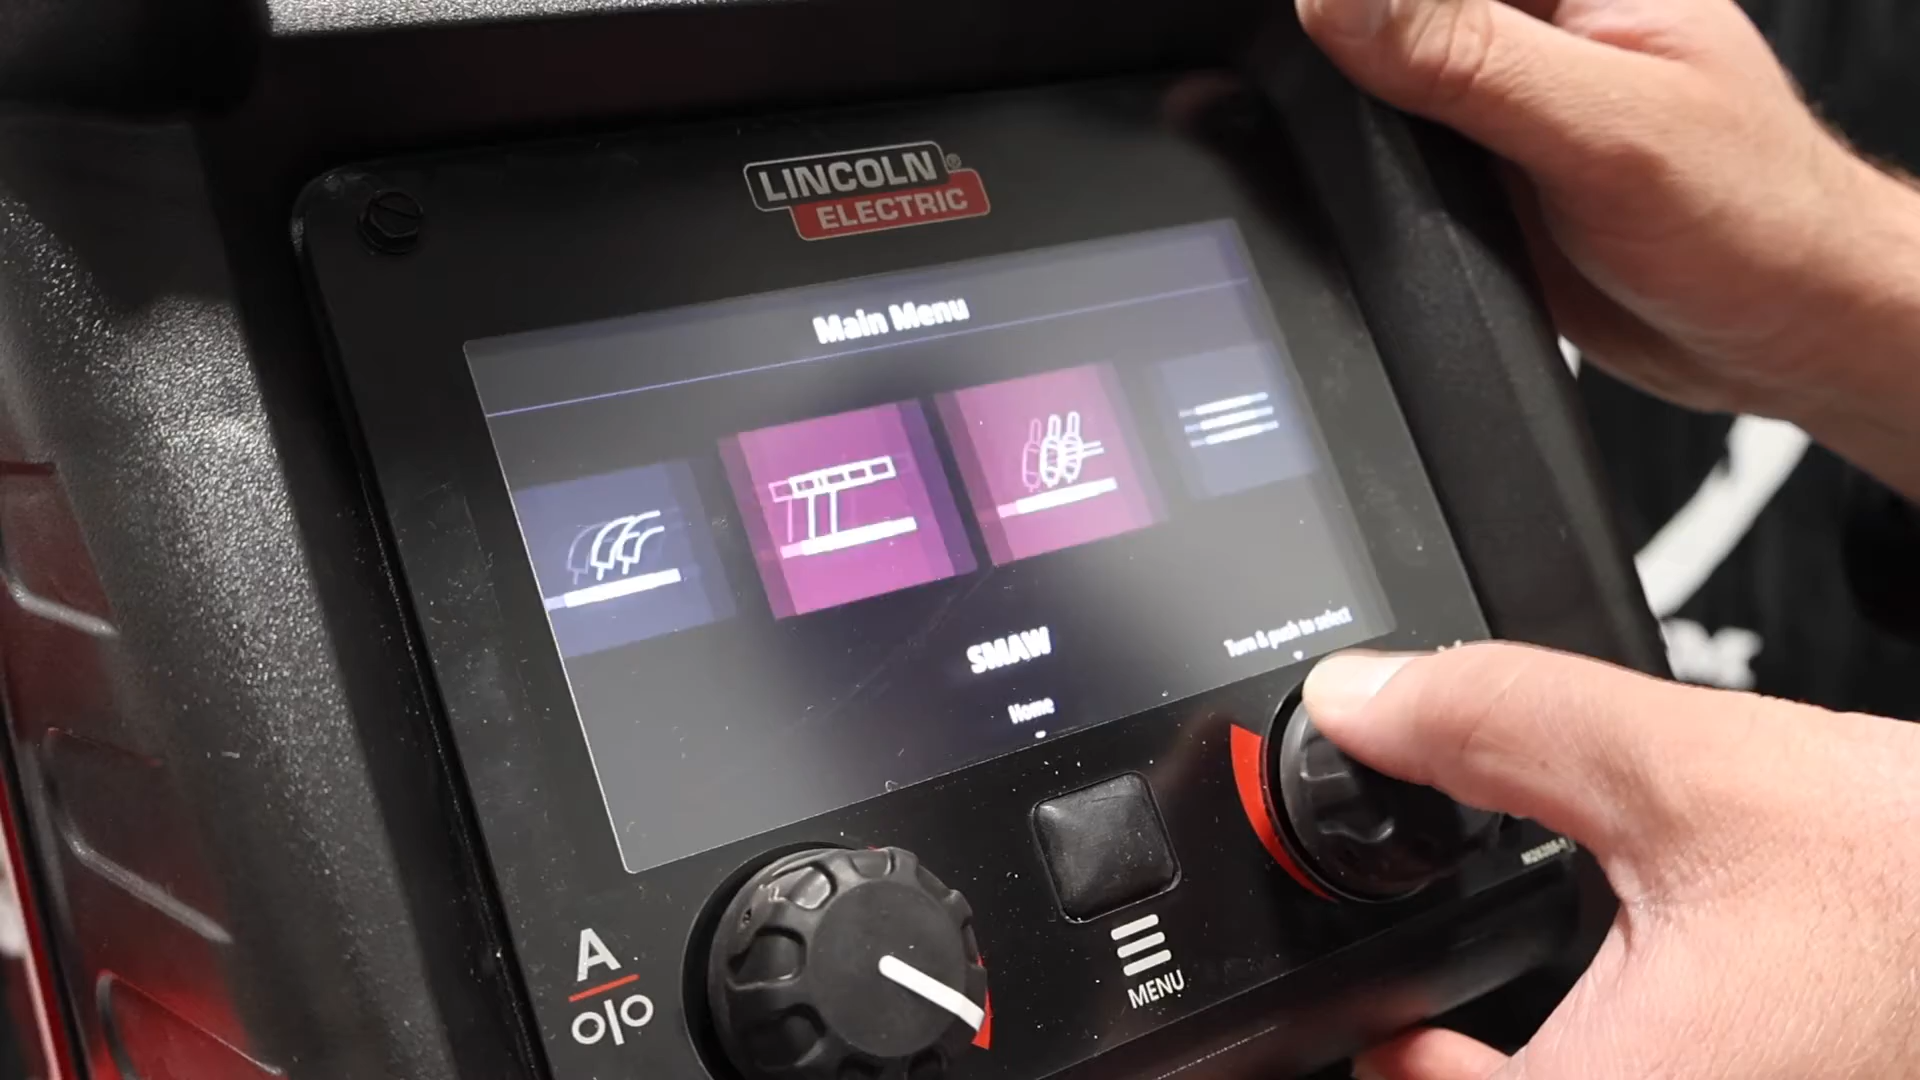 LINCOLN®
ELECTRIC
Main Menu
SMAW
Turn & push to select
Home
A
MENU